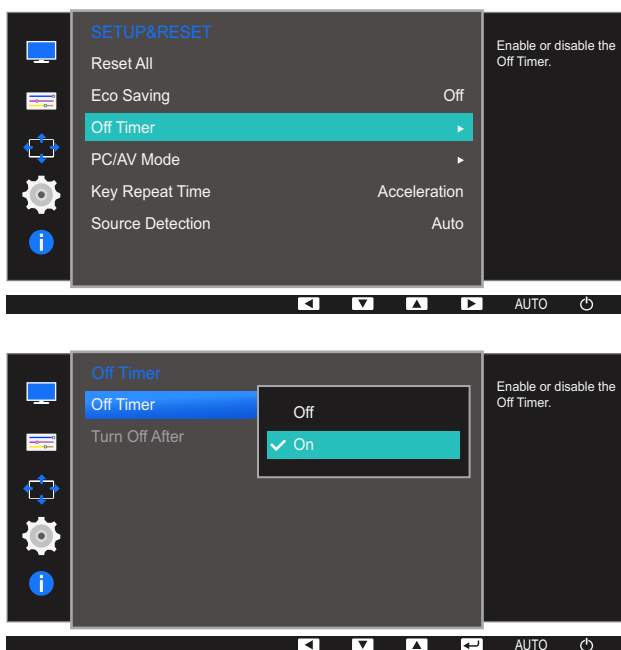 SETUP&RESET
Reset All
Eco Saving Off
Off Timer
PC/AV Mode
Key Repeat Time Acceleration
Source Detection Auto
Enable or disable the
Off Timer.
AUTO
Off Timer
Off Timer
Turn Off After
Off
On
Enable or disable the
Off Timer.
AUTO